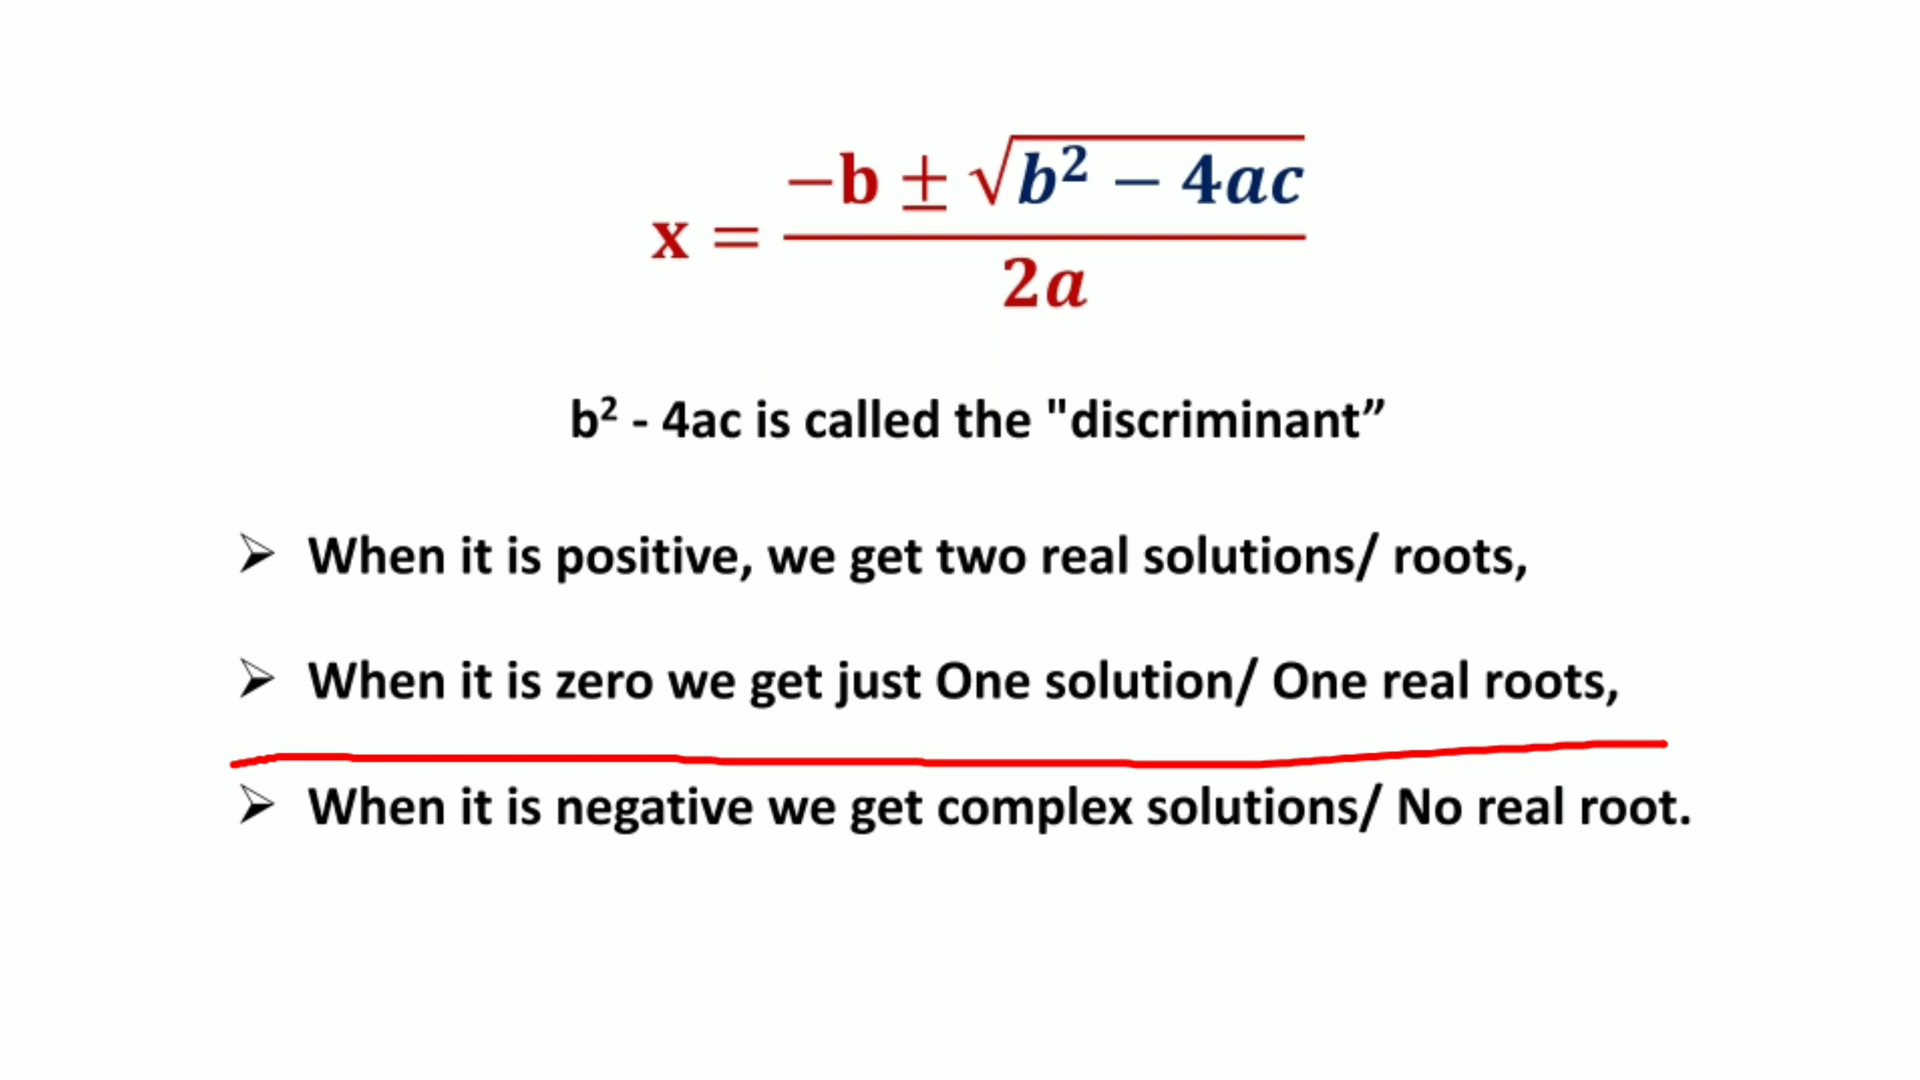 x = −b ± √b² − 4ac / 2a
b² - 4ac is called the "discriminant”
➢ When it is positive, we get two real solutions/ roots,
➢ When it is zero we get just One solution/ One real roots,
➢ When it is negative we get complex solutions/ No real root.